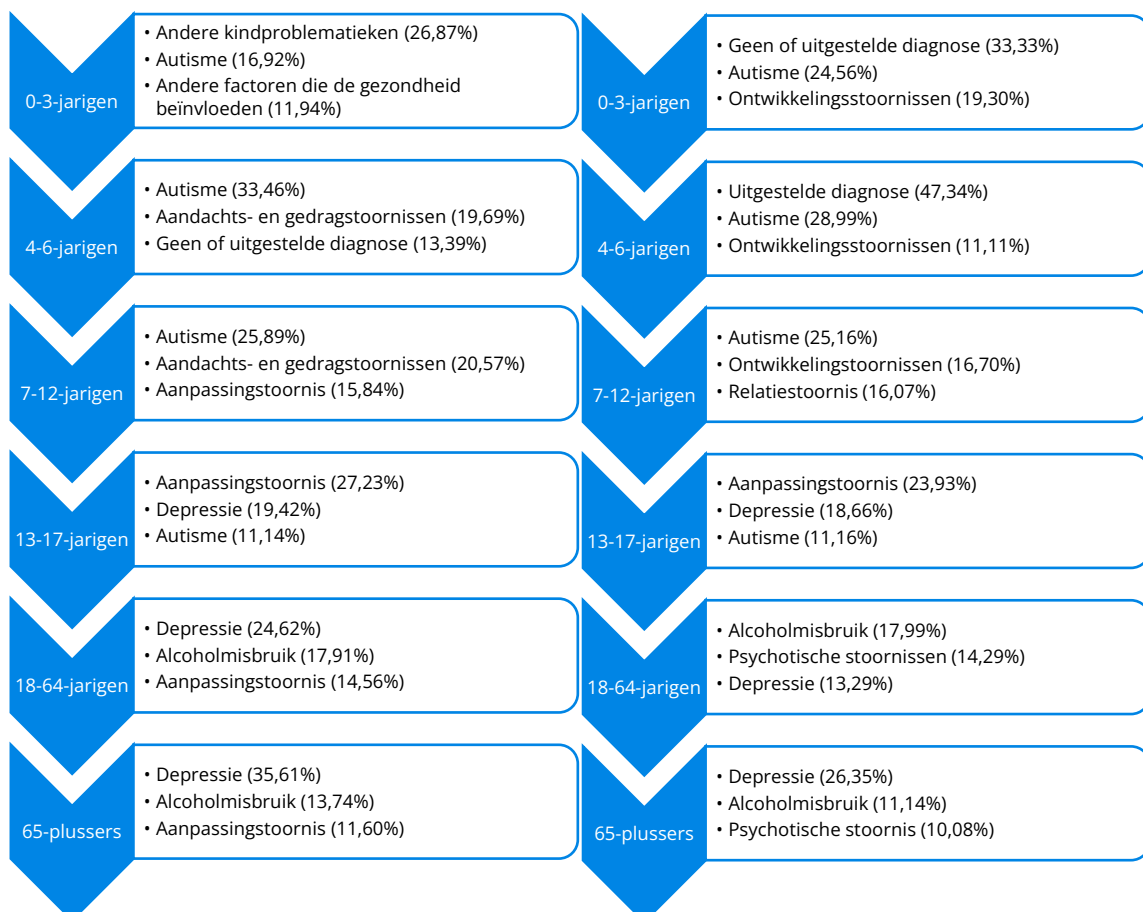 0-3-jarigen
• Andere kindproblematieken (26,87%)
• Autisme (16,92%)
• Andere factoren die de gezondheid
beïnvloeden (11,94%)
4-6-jarigen
• Autisme (33,46%)
• Aandachts- en gedragstoornissen (19,69%)
• Geen of uitgestelde diagnose (13,39%)
7-12-jarigen
• Autisme (25,89%)
• Aandachts- en gedragstoornissen (20,57%)
• Aanpassingstoornis (15,84%)
13-17-jarigen
• Aanpassingstoornis (27,23%)
• Depressie (19,42%)
• Autisme (11,14%)
18-64-jarigen
• Depressie (24,62%)
• Alcoholmisbruik (17,91%)
• Aanpassingstoornis (14,56%)
65-plussers
• Depressie (35,61%)
• Alcoholmisbruik (13,74%)
• Aanpassingstoornis (11,60%)
0-3-jarigen
• Geen of uitgestelde diagnose (33,33%)
• Autisme (24,56%)
• Ontwikkelingsstoornissen (19,30%)
4-6-jarigen
• Uitgestelde diagnose (47,34%)
• Autisme (28,99%)
• Ontwikkelingsstoornissen (11,11%)
7-12-jarigen
• Autisme (25,16%)
• Ontwikkelingstoornissen (16,70%)
• Relatiestoornis (16,07%)
13-17-jarigen
• Aanpassingstoornis (23,93%)
• Depressie (18,66%)
• Autisme (11,16%)
18-64-jarigen
• Alcoholmisbruik (17,99%)
• Psychotische stoornissen (14,29%)
• Depressie (13,29%)
65-plussers
• Depressie (26,35%)
• Alcoholmisbruik (11,14%)
• Psychotische stoornis (10,08%)